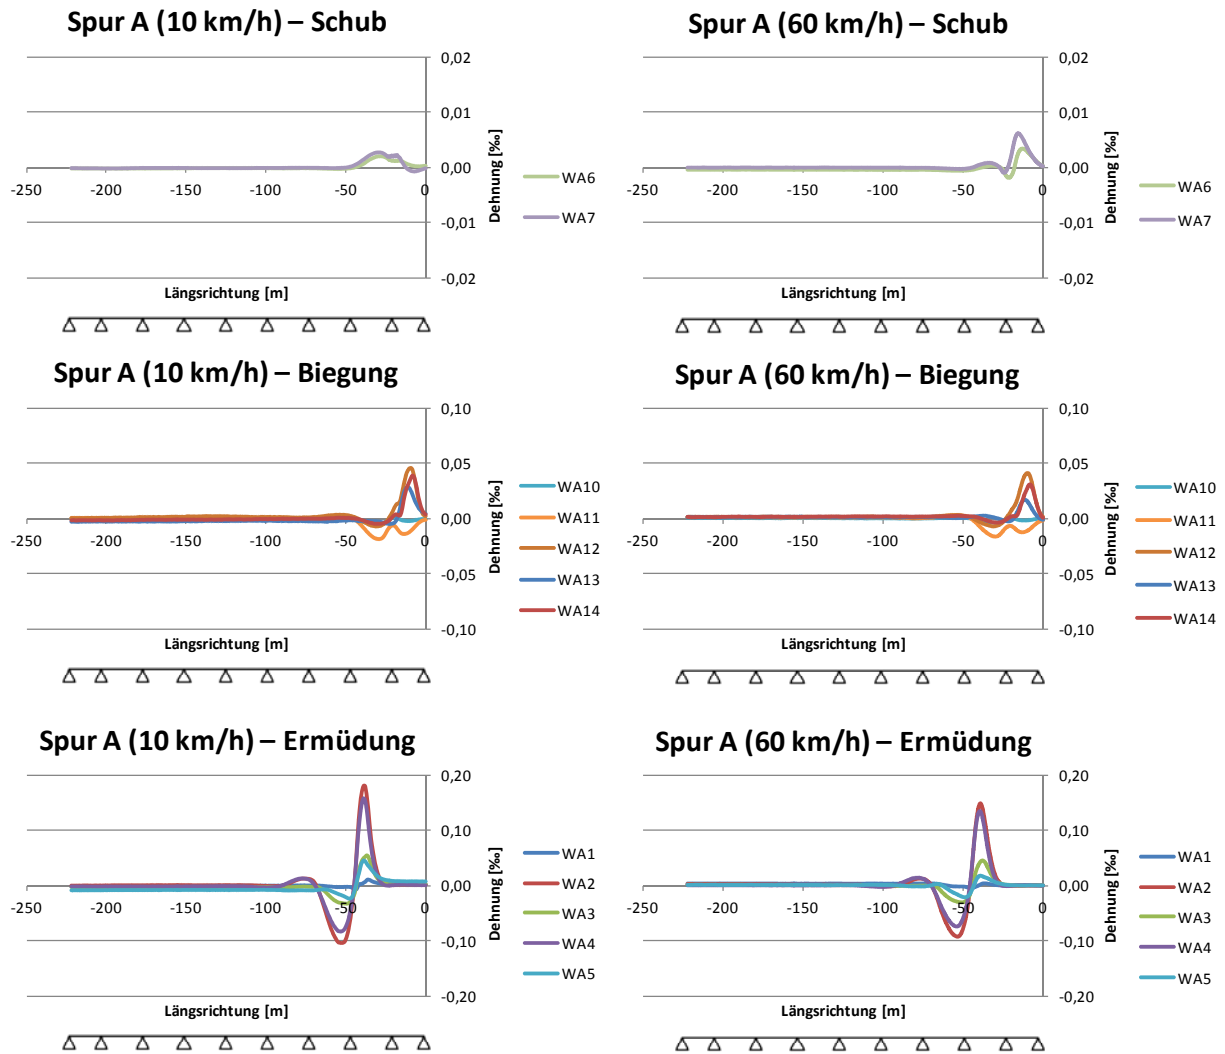 Spur A (10 km/h) – Schub
0,02
0,01
0,00
-0,01
-0,02
-250
-200
-150
-100
-50
0
Dehnung [‰]
Längsrichtung [m]
WA6
WA7
Spur A (60 km/h) – Schub
0,02
0,01
0,00
-0,01
-0,02
-250
-200
-150
-100
-50
0
Dehnung [‰]
Längsrichtung [m]
WA6
WA7
Spur A (10 km/h) – Biegung
0,10
0,05
0,00
-0,05
-0,10
-250
-200
-150
-100
-50
0
Dehnung [‰]
Längsrichtung [m]
WA10
WA11
WA12
WA13
WA14
Spur A (60 km/h) – Biegung
0,10
0,05
0,00
-0,05
-0,10
-250
-200
-150
-100
-50
0
Dehnung [‰]
Längsrichtung [m]
WA10
WA11
WA12
WA13
WA14
Spur A (10 km/h) – Ermüdung
0,20
0,10
0,00
-0,10
-0,20
-250
-200
-150
-100
-50
0
Dehnung [‰]
Längsrichtung [m]
WA1
WA2
WA3
WA4
WA5
Spur A (60 km/h) – Ermüdung
0,20
0,10
0,00
-0,10
-0,20
-250
-200
-150
-100
-50
0
Dehnung [‰]
Längsrichtung [m]
WA1
WA2
WA3
WA4
WA5